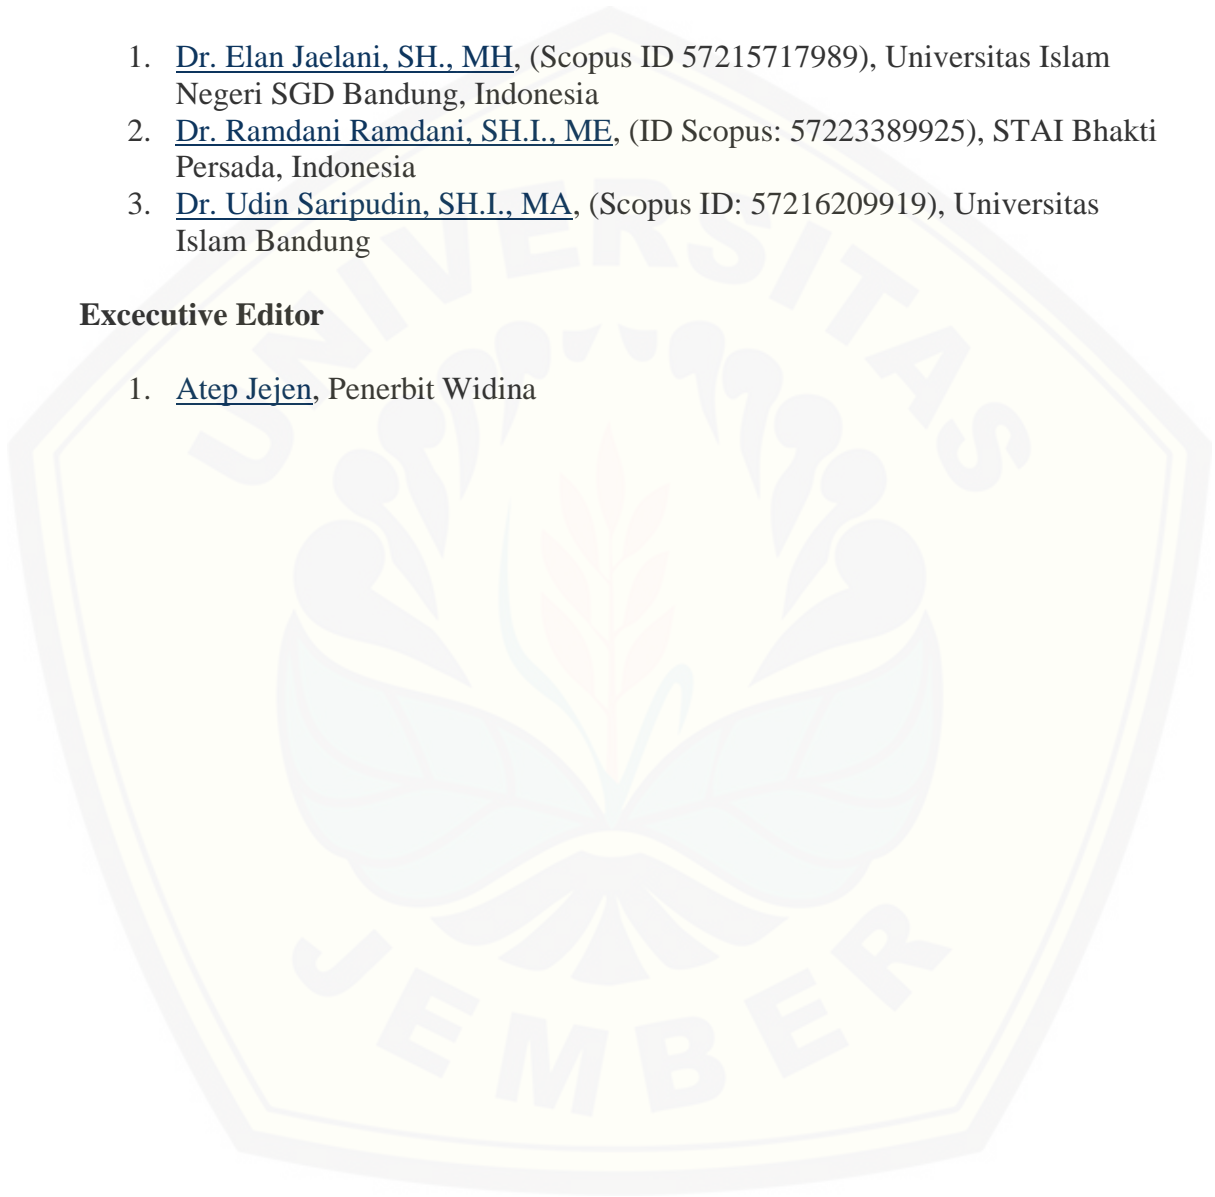 1. Dr. Elan Jaelani, SH., MH, (Scopus ID 57215717989), Universitas Islam
Negeri SGD Bandung, Indonesia
2. Dr. Ramdani Ramdani, SH.I., ME, (ID Scopus: 57223389925), STAI Bhakti
Persada, Indonesia
3. Dr. Udin Saripudin, SH.I., MA, (Scopus ID: 57216209919), Universitas
Islam Bandung
Excecutive Editor
1. Atep Jejen, Penerbit Widina
UNIVERSITAS
JEMBER